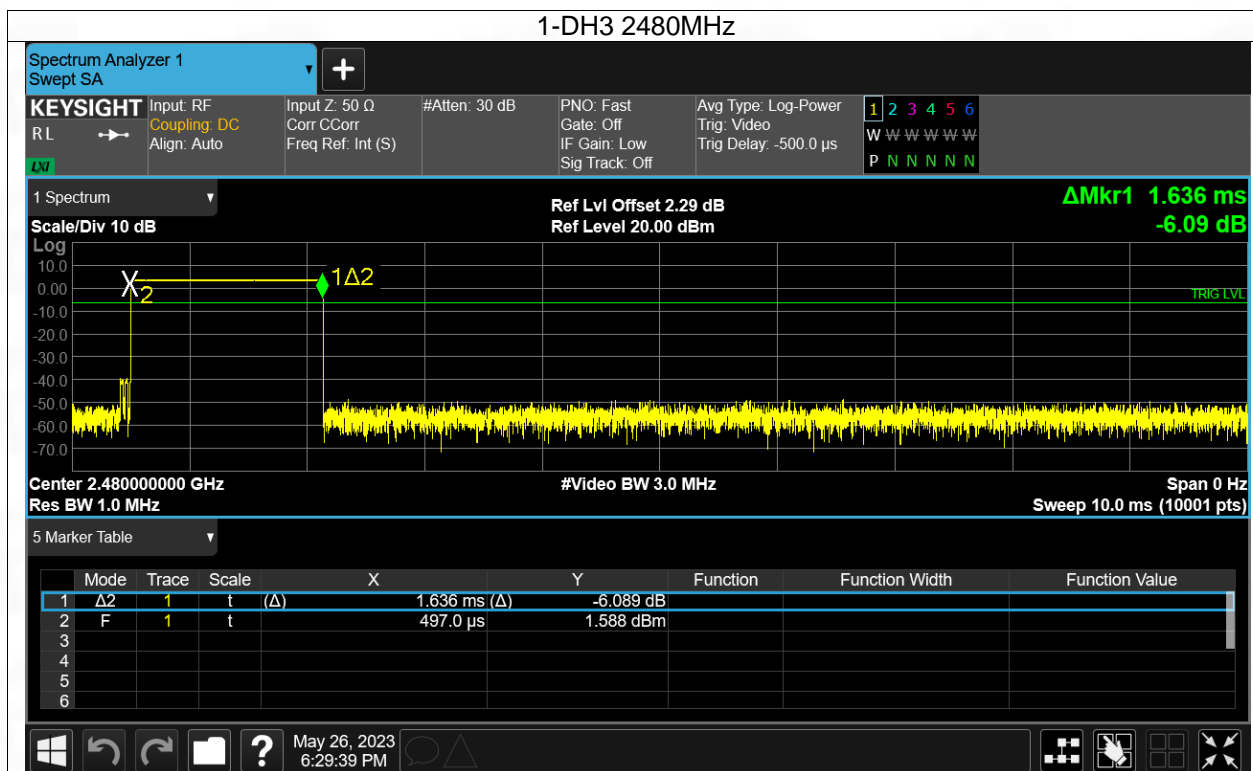 1-DH3 2480MHz
Spectrum Analyzer 1
Swept SA
KEYSIGHT Input: RF Input Z: 50 Ω #Atten: 30 dB PNO: Fast Avg Type: Log-Power 1 2 3 4 5 6
RL Coupling: DC Corr CCorr Gate: Off Trig: Video W W W W W W
Align: Auto Freq Ref: Int (S) IF Gain: Low Trig Delay: -500.0 µs
LXI Sig Track: Off P N N N N N
1 Spectrum Ref Lvl Offset 2.29 dB ΔMkr1 1.636 ms
Scale/Div 10 dB Ref Level 20.00 dBm -6.09 dB
Log
10.0
1Δ2
0.00
2
TRIG LVL
-10.0
-20.0
-30.0
-40.0
-50.0
-60.0
-70.0
Center 2.480000000 GHz #Video BW 3.0 MHz Span 0 Hz
Res BW 1.0 MHz Sweep 10.0 ms (10001 pts)
5 Marker Table
Mode Trace Scale X Y Function Function Width Function Value
1 Δ2 1 t (Δ) 1.636 ms (Δ) -6.089 dB
2 F 1 t 497.0 µs 1.588 dBm
3
4
5
6
? May 26, 2023
6:29:39 PM